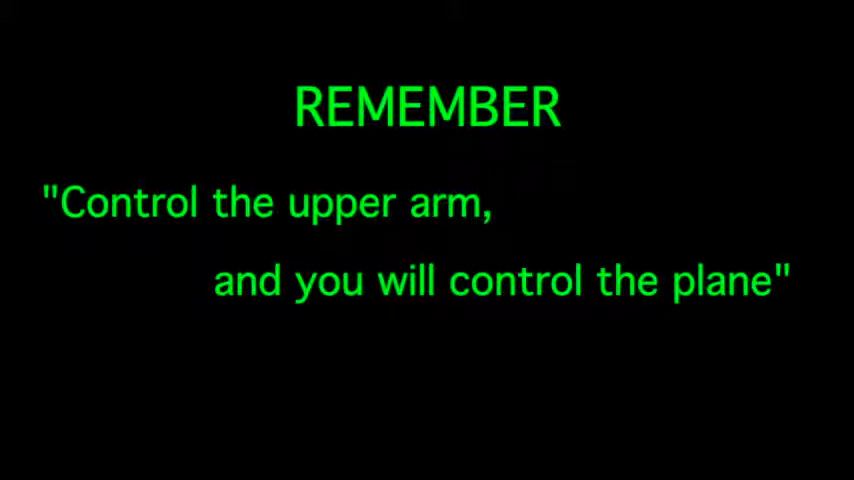 REMEMBER
"Control the upper arm,
and you will control the plane"